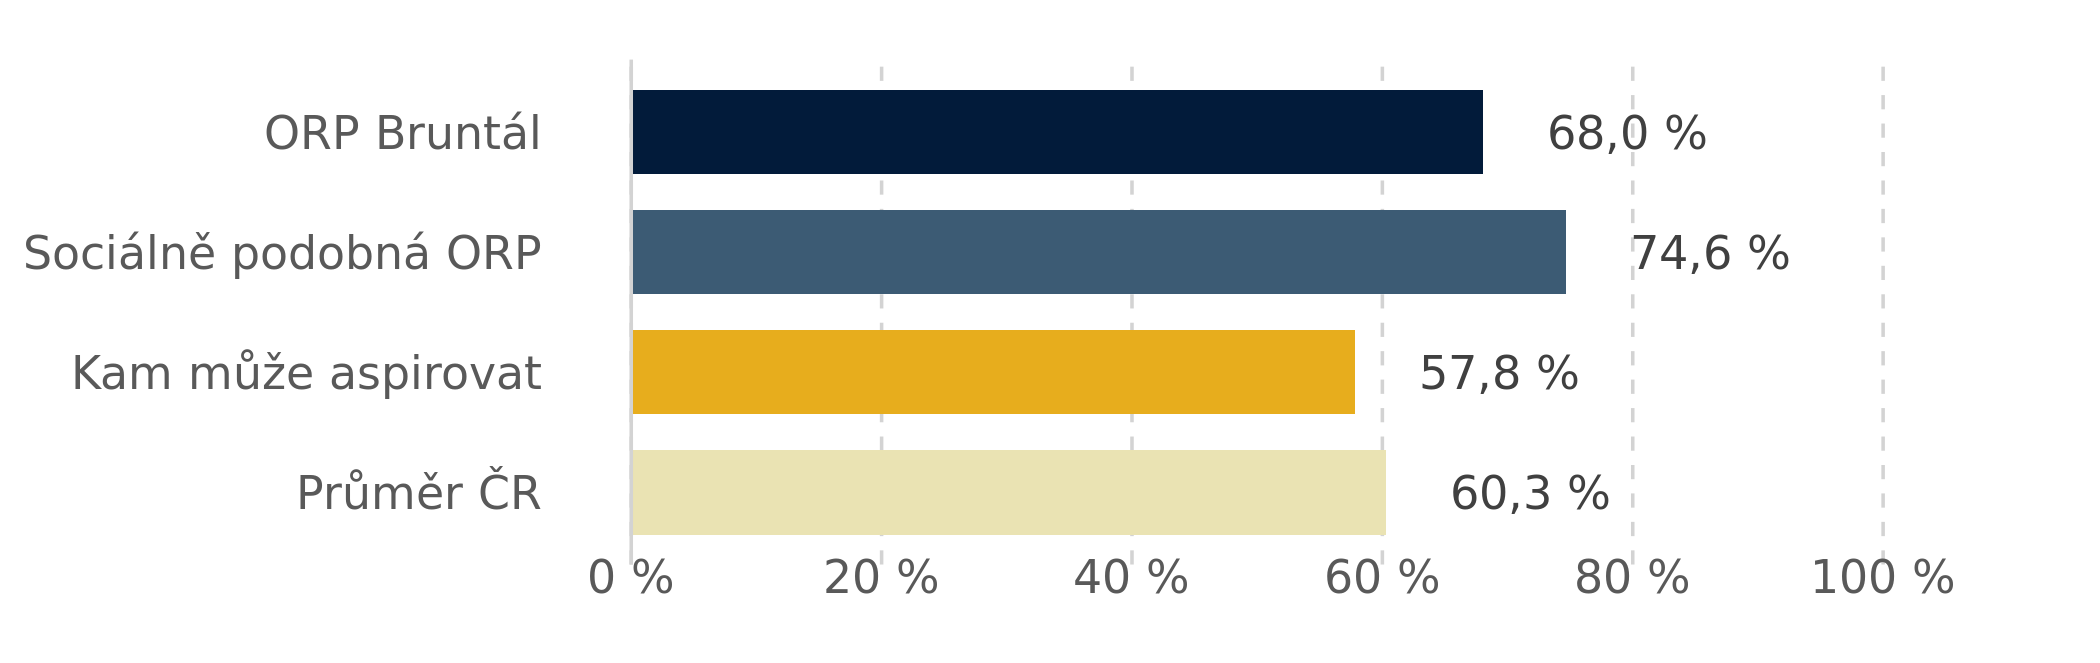 ORP Bruntál 68,0 %
Sociálně podobná ORP 74,6 %
Kam může aspirovat 57,8 %
Průměr ČR 60,3 %
0 % 20 % 40 % 60 % 80 % 100 %